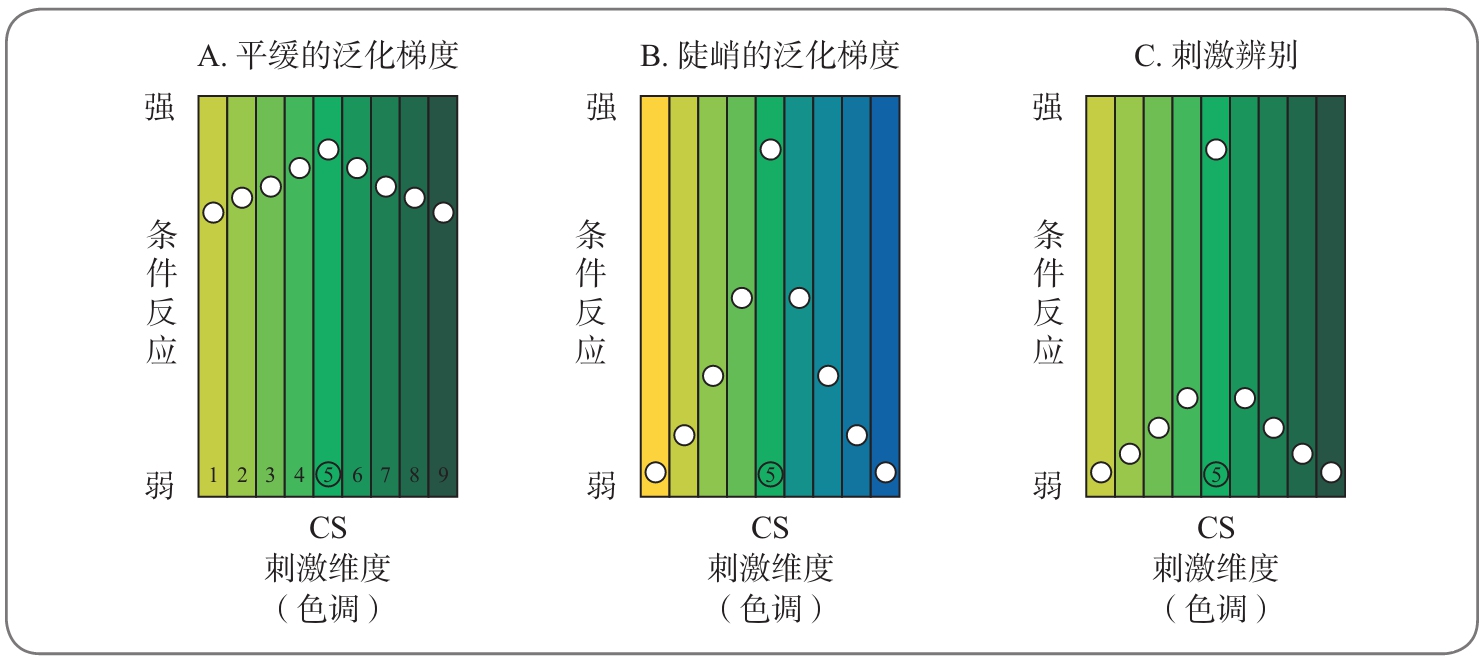 A. 平缓的泛化梯度
强
条件反应
弱
1 2 3 4 5 6 7 8 9
CS
刺激维度
（色调）
B. 陡峭的泛化梯度
强
条件反应
弱
5
CS
刺激维度
（色调）
C. 刺激辨别
强
条件反应
弱
5
CS
刺激维度
（色调）